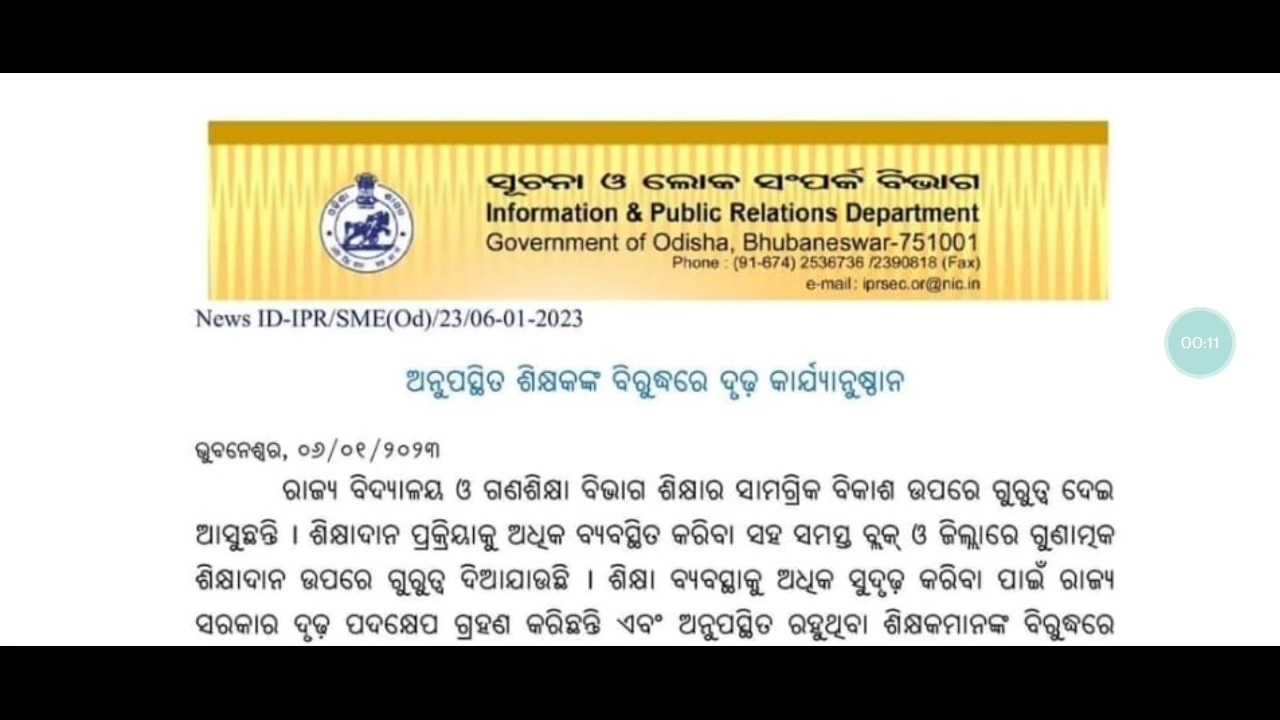 ସୂଚନା ଓ ଲୋକ ସଂପର୍କ ବିଭାଗ
Information & Public Relations Department
Government of Odisha, Bhubaneswar-751001
Phone : (91-674) 2536736 /2390818 (Fax)
e-mail : iprsec.or@nic.in
News ID-IPR/SME(Od)/23/06-01-2023
00:11
ଅନୁପସ୍ଥିତ ଶିକ୍ଷକଙ୍କ ବିରୁଦ୍ଧରେ ଦୃଢ଼ କାର୍ଯ୍ୟାନୁଷ୍ଠାନ
ଭୁବନେଶ୍ୱର, ୦୬/୦୧/୨୦୨୩
ରାଜ୍ୟ ବିଦ୍ୟାଳୟ ଓ ଗଣଶିକ୍ଷା ବିଭାଗ ଶିକ୍ଷାର ସାମଗ୍ରିକ ବିକାଶ ଉପରେ ଗୁରୁତ୍ୱ ଦେଇ
ଆସୁଛନ୍ତି । ଶିକ୍ଷାଦାନ ପ୍ରକ୍ରିୟାକୁ ଅଧିକ ବ୍ୟବସ୍ଥିତ କରିବା ସହ ସମସ୍ତ ବ୍ଲକ୍ ଓ ଜିଲ୍ଲାରେ ଗୁଣାତ୍ମକ
ଶିକ୍ଷାଦାନ ଉପରେ ଗୁରୁତ୍ୱ ଦିଆଯାଉଛି । ଶିକ୍ଷା ବ୍ୟବସ୍ଥାକୁ ଅଧିକ ସୁଦୃଢ଼ କରିବା ପାଇଁ ରାଜ୍ୟ
ସରକାର ଦୃଢ଼ ପଦକ୍ଷେପ ଗ୍ରହଣ କରିଛନ୍ତି ଏବଂ ଅନୁପସ୍ଥିତ ରହୁଥିବା ଶିକ୍ଷକମାନଙ୍କ ବିରୁଦ୍ଧରେ